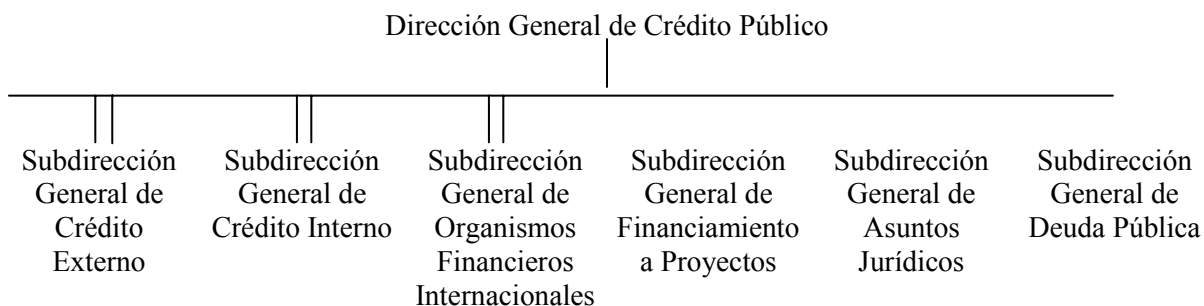 Dirección General de Crédito Público
Subdirección
General de
Crédito
Externo
Subdirección
General de
Crédito Interno
Subdirección
General de
Organismos
Financieros
Internacionales
Subdirección
General de
Financiamiento
a Proyectos
Subdirección
General de
Asuntos
Jurídicos
Subdirección
General de
Deuda Pública